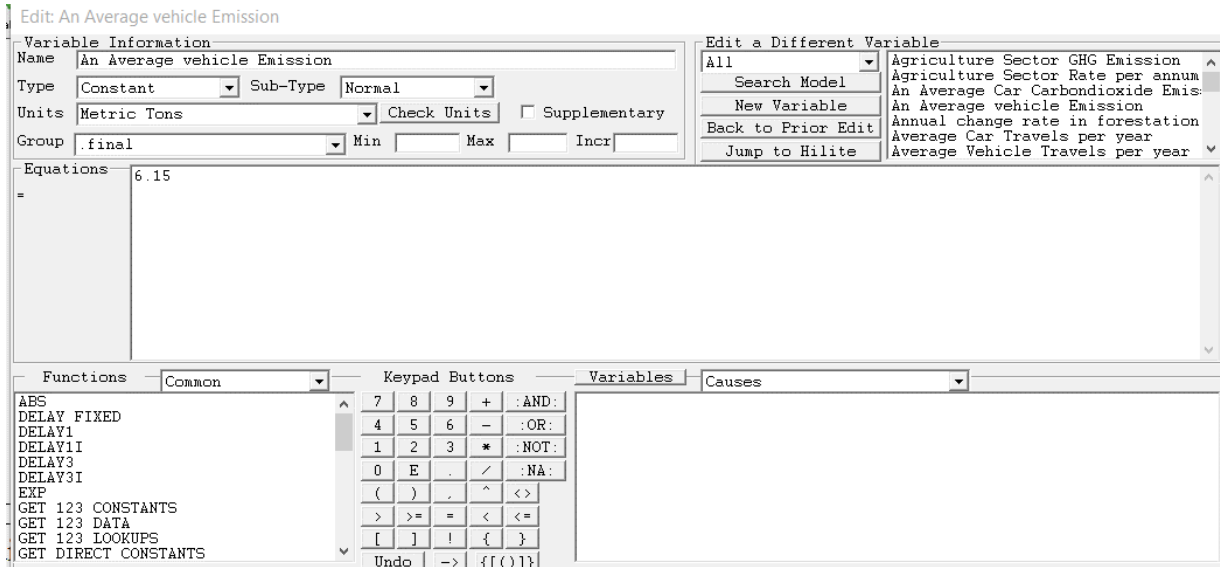 Edit: An Average vehicle Emission
Variable Information
Name An Average vehicle Emission
Type Constant Sub-Type Normal
Units Metric Tons Check Units Supplementary
Group .final Min Max Incr
Edit a Different Variable
All
Search Model
New Variable
Back to Prior Edit
Jump to Hilite
Agriculture Sector GHG Emission
Agriculture Sector Rate per annum
An Average Car Carbondioxide Emis
An Average vehicle Emission
Annual change rate in forestation
Average Car Travels per year
Average Vehicle Travels per year
Equations
=
6.15
Functions Common
ABS
DELAY FIXED
DELAY1
DELAY1I
DELAY3
DELAY3I
EXP
GET 123 CONSTANTS
GET 123 DATA
GET 123 LOOKUPS
GET DIRECT CONSTANTS
Keypad Buttons
7 8 9 + :AND:
4 5 6 - :OR:
1 2 3 * :NOT:
0 E . / :NA:
( ) , ^ <>
> >= = < <=
[ ] ! { }
Undo -> {[()]}
Variables Causes